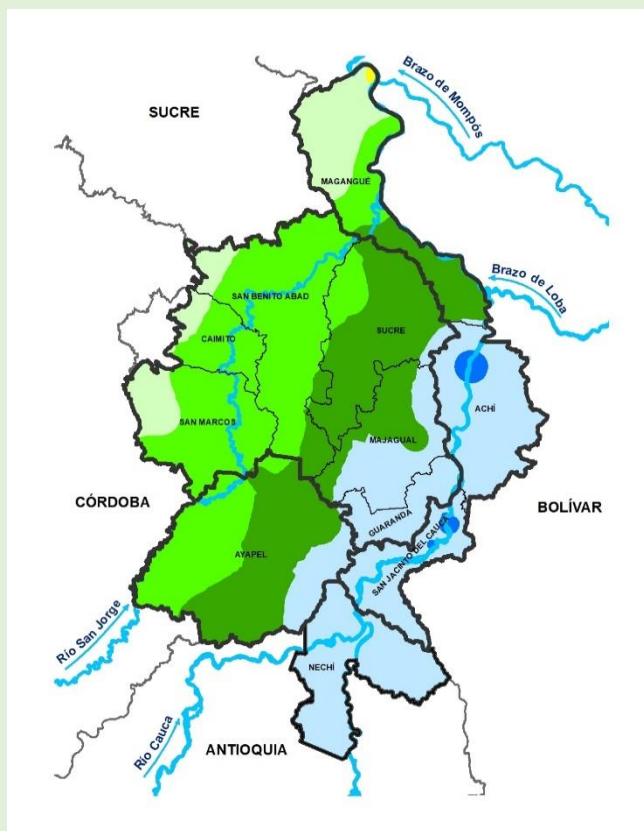 Brazo de Mompós
SUCRE
MAGANGUÉ
Brazo de Loba
SAN BENITO ABAD
SUCRE
CAIMITO
ACHÍ
SAN MARCOS
MAJAGUAL
CÓRDOBA
BOLÍVAR
GUARANDA
AYAPEL
SAN JACINTO DEL CAUCA
Río San Jorge
NECHÍ
Río Cauca
ANTIOQUIA